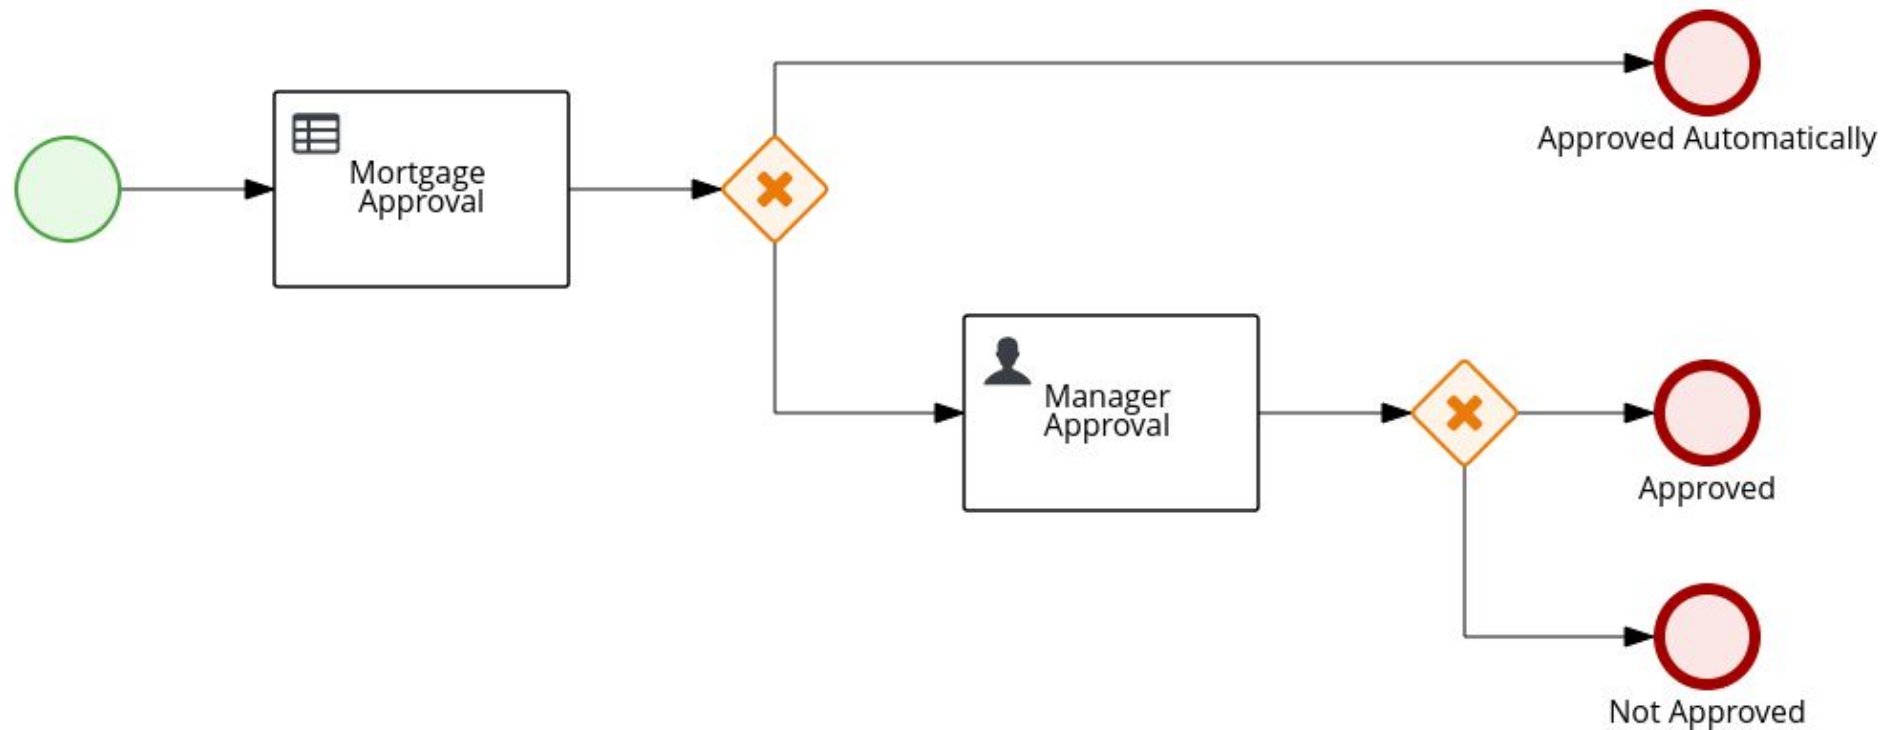 Approved Automatically
Mortgage
Approval
Manager
Approval
Approved
Not Approved